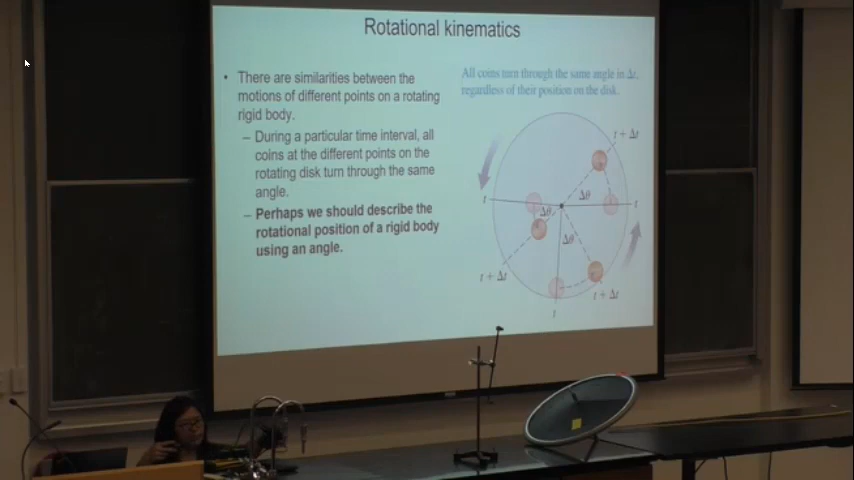 Rotational kinematics
• There are similarities between the
motions of different points on a rotating
rigid body.
– During a particular time interval, all
coins at the different points on the
rotating disk turn through the same
angle.
– Perhaps we should describe the
rotational position of a rigid body
using an angle.
All coins turn through the same angle in Δt,
regardless of their position on the disk.
t + Δt
Δθ
t
t
Δθ
Δθ
t + Δt
t + Δt
t